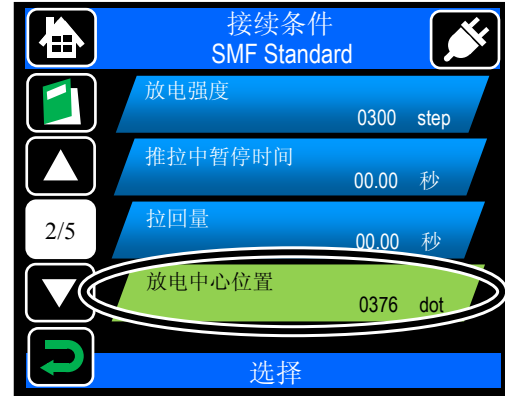 接续条件
SMF Standard
放电强度
0300 step
推拉中暂停时间
00.00 秒
2/5
拉回量
00.00 秒
放电中心位置
0376 dot
选择